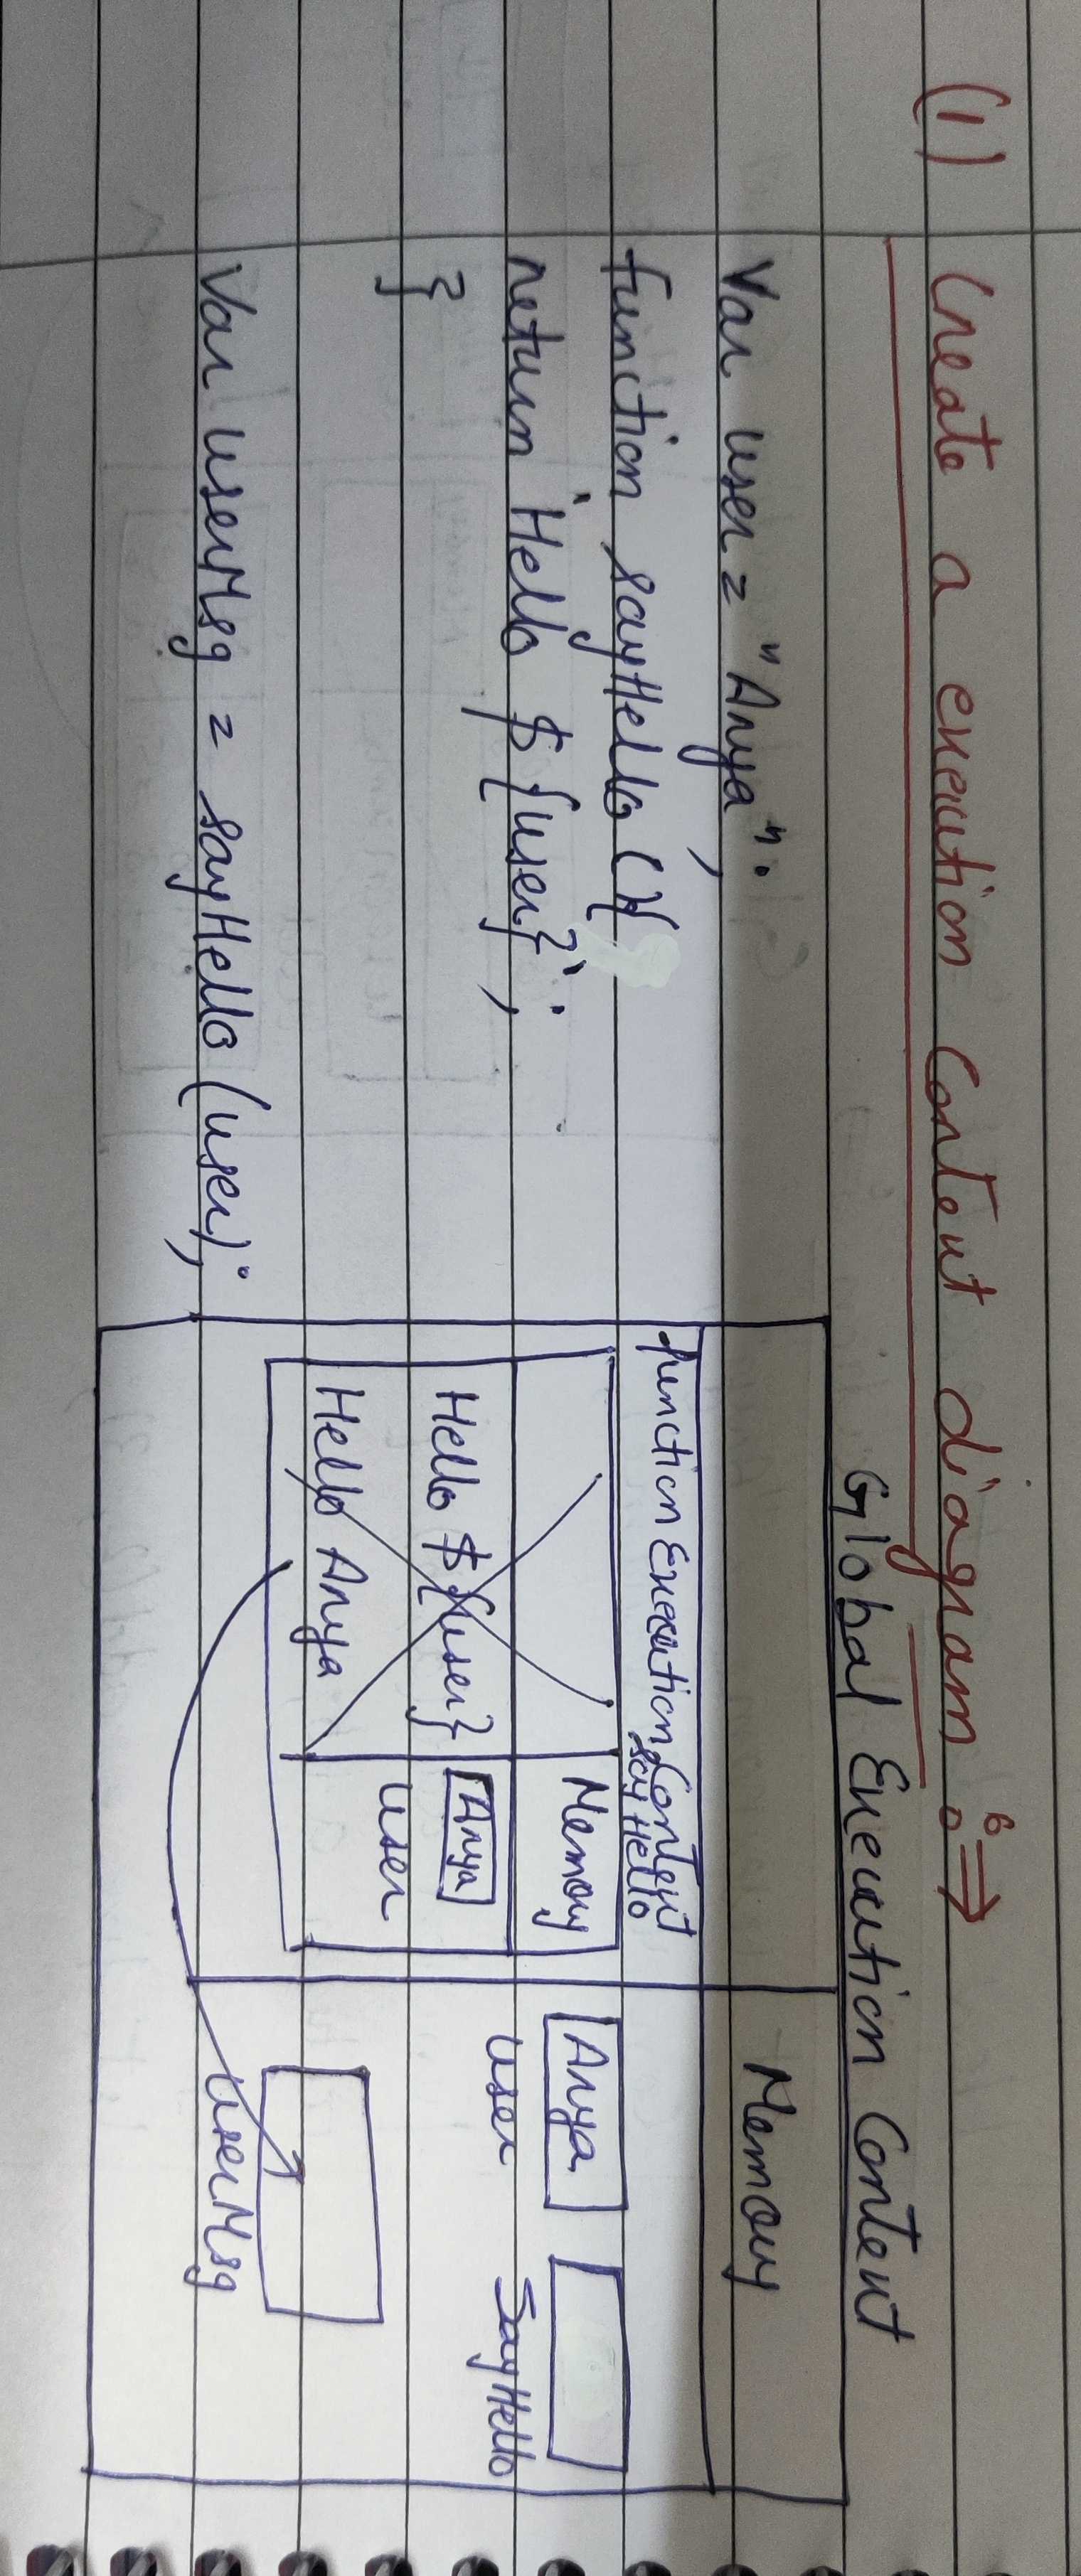 (1) Create a execution context diagram :⇒
Global Execution Context
Var user = "Anya";
Memory
function sayHello () {
return `Hello ${user}`;
}
Var userMsg = sayHello (user);
function Execution Context
sayHello
Memory
Hello ${user}
Anya
user
Hello Anya
Anya
user
SayHello
userMsg